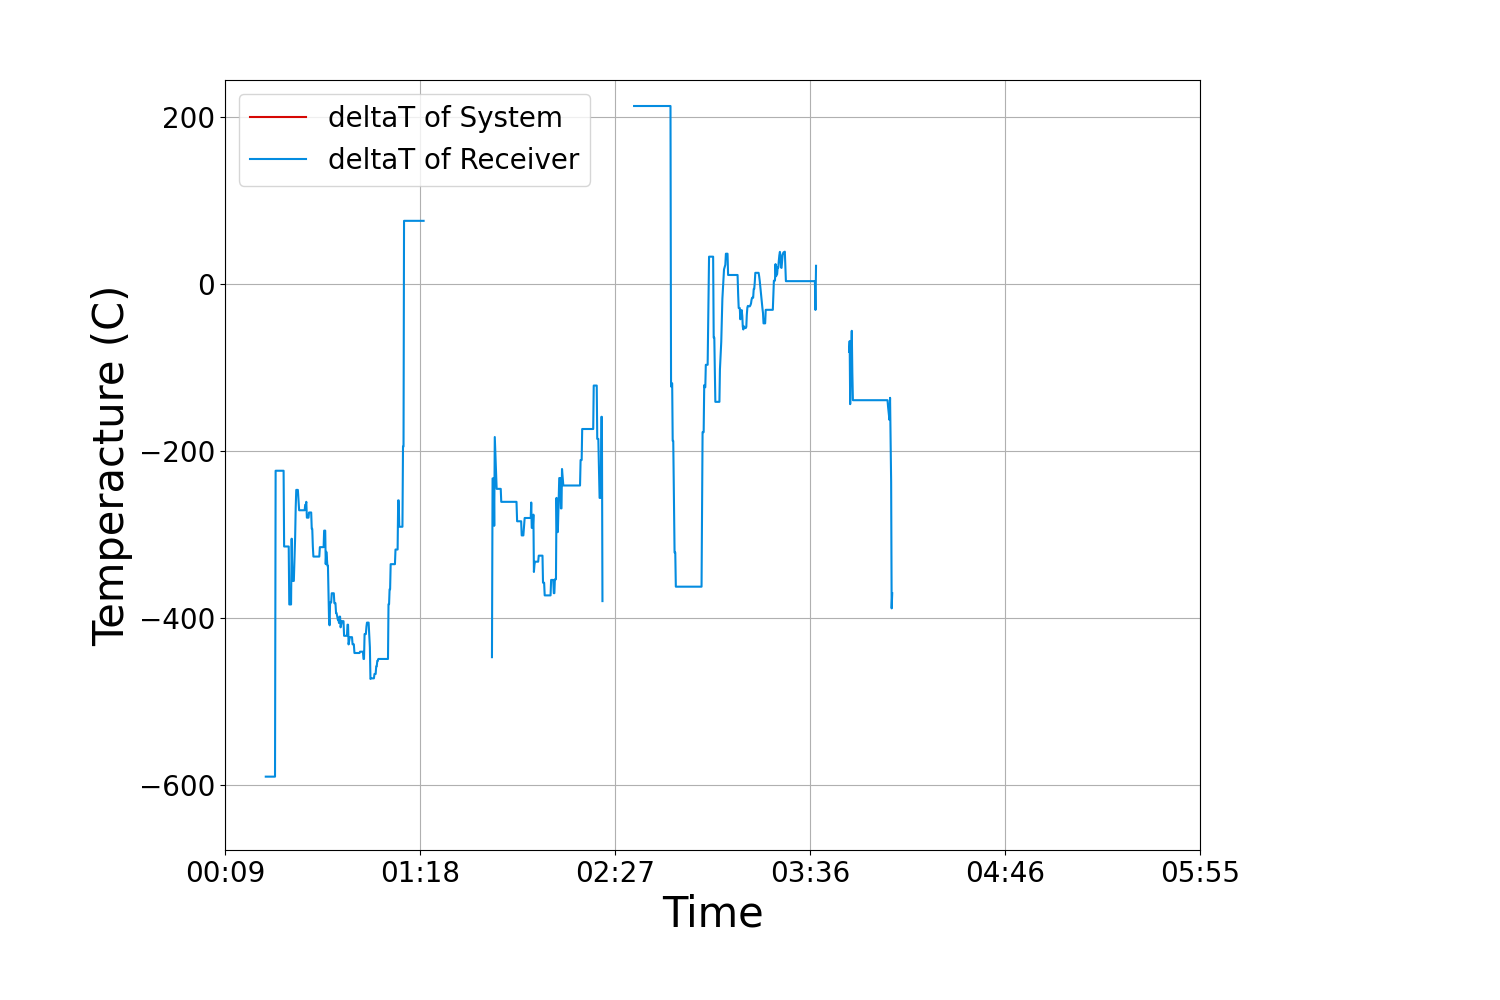 deltaT of System
deltaT of Receiver
200
0
−200
−400
−600
Temperacture (C)
00:09 01:18 02:27 03:36 04:46 05:55
Time